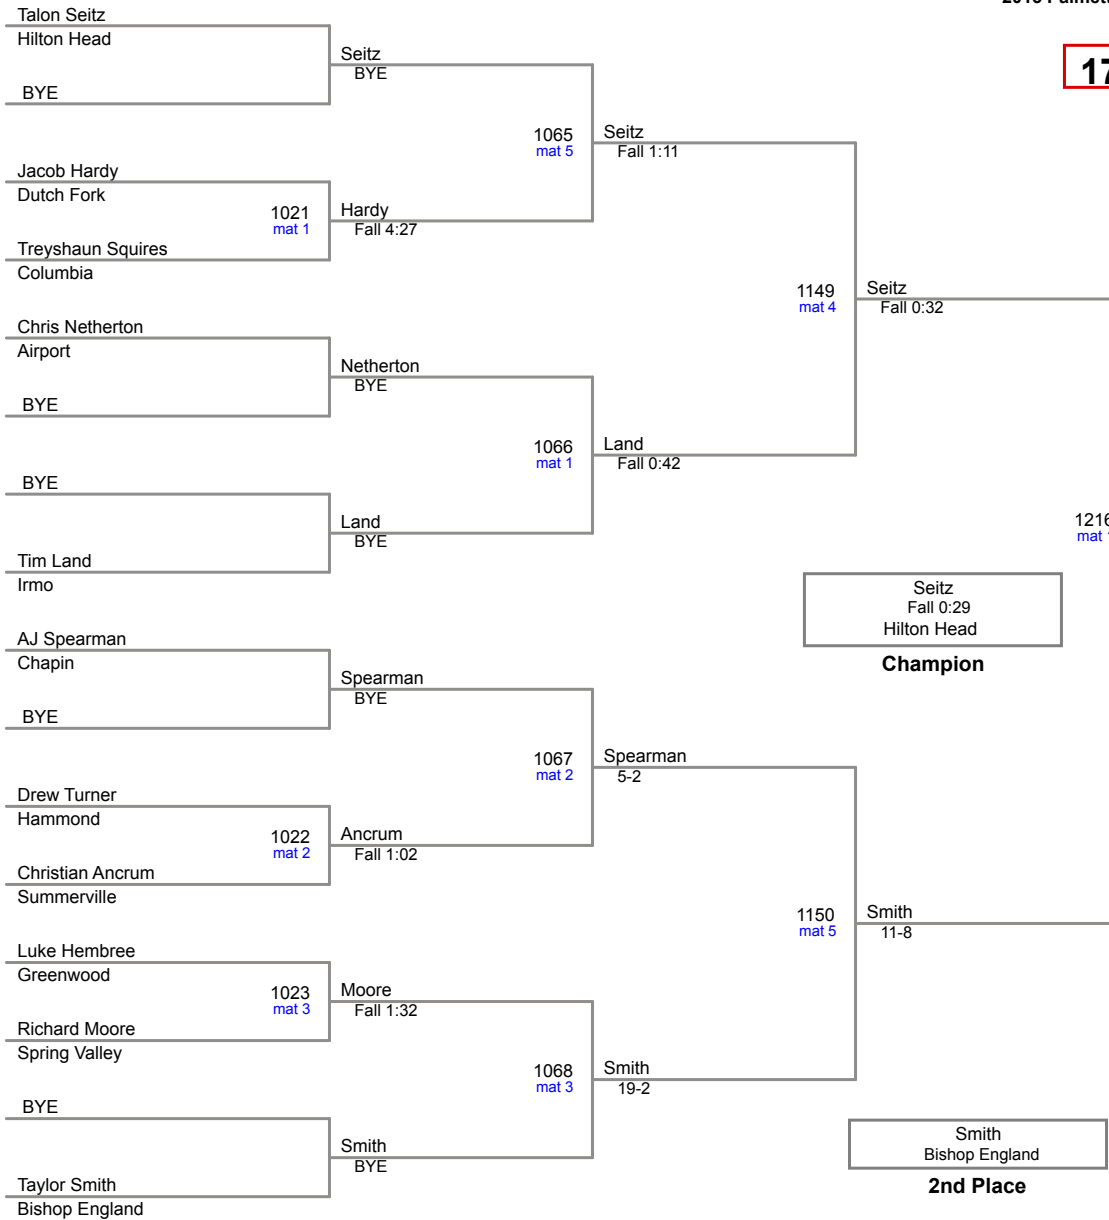 Talon Seitz
Hilton Head
BYE
Seitz
BYE
1065
mat 5
Seitz
Fall 1:11
Jacob Hardy
Dutch Fork
1021
mat 1
Hardy
Fall 4:27
Treyshaun Squires
Columbia
1149
mat 4
Seitz
Fall 0:32
Chris Netherton
Airport
Netherton
BYE
BYE
1066
mat 1
Land
Fall 0:42
BYE
Land
BYE
Tim Land
Irmo
1216
mat 1
Seitz
Fall 0:29
Hilton Head
Champion
AJ Spearman
Chapin
Spearman
BYE
BYE
1067
mat 2
Spearman
5-2
Drew Turner
Hammond
1022
mat 2
Ancrum
Fall 1:02
Christian Ancrum
Summerville
1150
mat 5
Smith
11-8
Luke Hembree
Greenwood
1023
mat 3
Moore
Fall 1:32
Richard Moore
Spring Valley
1068
mat 3
Smith
19-2
BYE
Smith
BYE
Taylor Smith
Bishop England
Smith
Bishop England
2nd Place
17